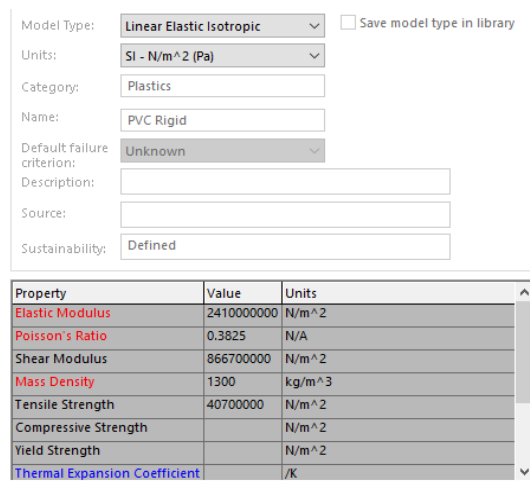 Model Type: Linear Elastic Isotropic Save model type in library
Units: SI - N/m^2 (Pa)
Category: Plastics
Name: PVC Rigid
Default failure criterion: Unknown
Description:
Source:
Sustainability: Defined
Property Value Units
Elastic Modulus 2410000000 N/m^2
Poisson's Ratio 0.3825 N/A
Shear Modulus 866700000 N/m^2
Mass Density 1300 kg/m^3
Tensile Strength 40700000 N/m^2
Compressive Strength N/m^2
Yield Strength N/m^2
Thermal Expansion Coefficient /K